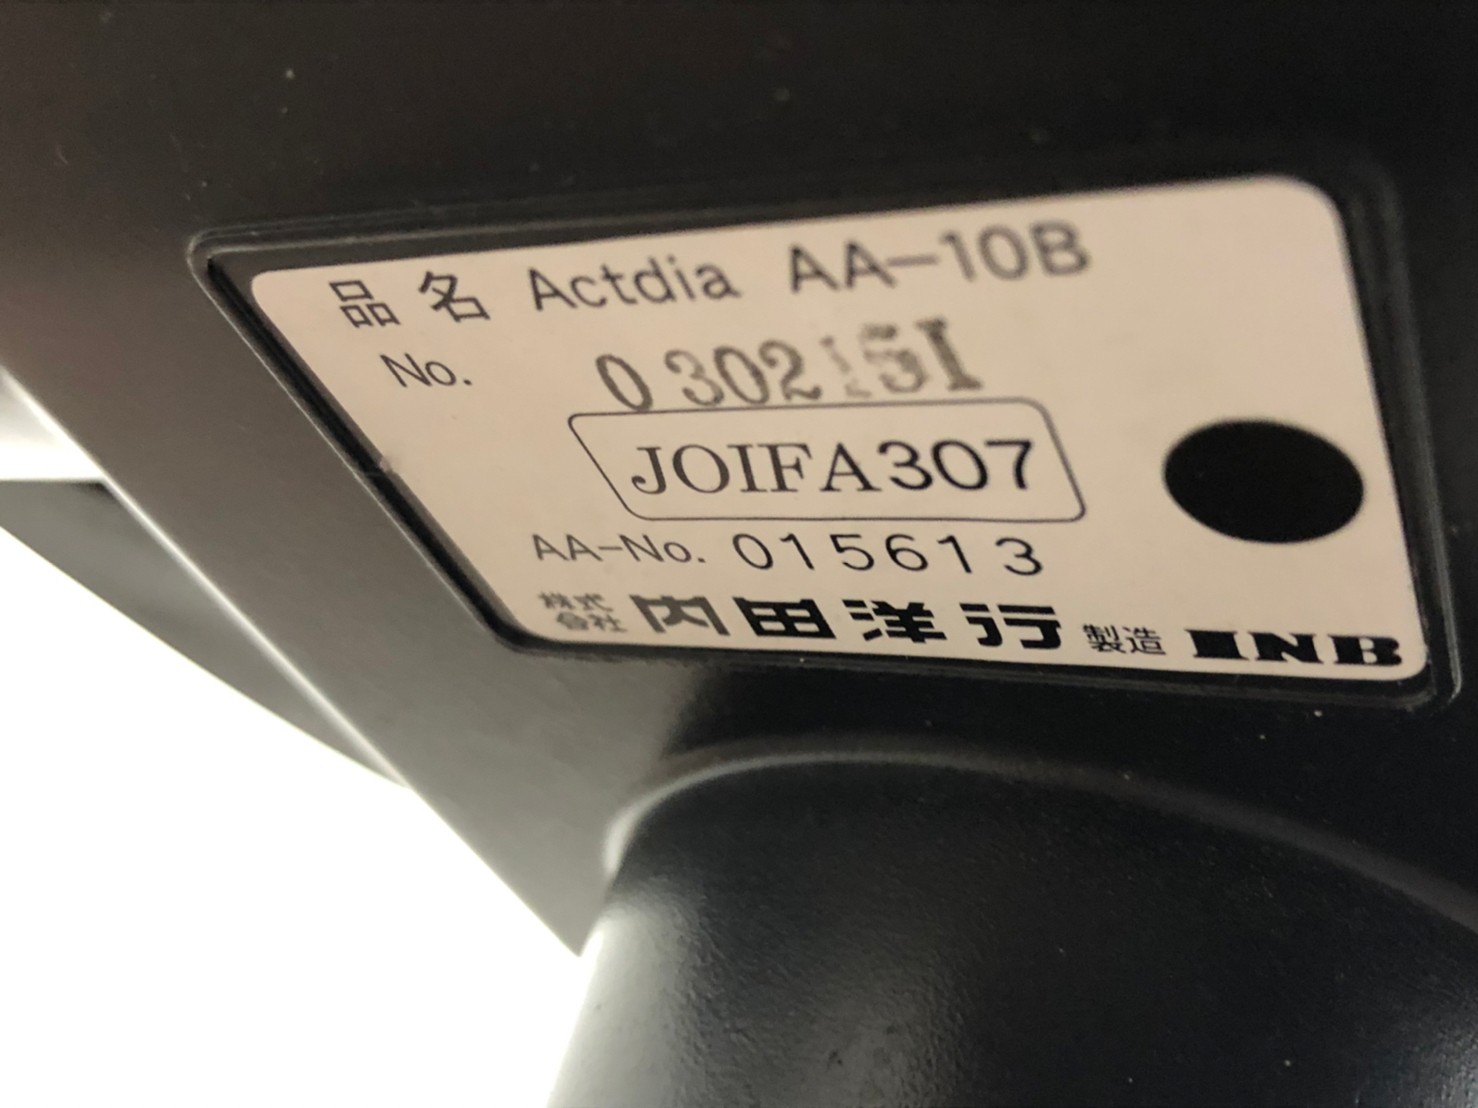 品名 Actdia AA-10B
No. 0302151
JOIFA307
AA-No. 015613
株式会社 内田洋行 製造 INB